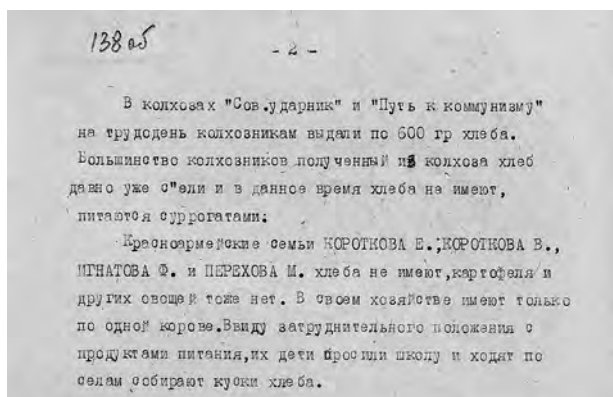 138 об
- 2 -
В колхозах "Сов.ударник" и "Путь к коммунизму"
на трудодень колхозникам выдали по 600 гр хлеба.
Большинство колхозников полученный из колхоза хлеб
давно уже с"ели и в данное время хлеба не имеют,
питаются суррогатами.
Красноармейские семьи КОРОТКОВА Е.,КОРОТКОВА В.,
ИГНАТОВА Ф. и ПЕРЕХОВА М. хлеба не имеют,картофеля и
других овощей тоже нет. В своем хозяйстве имеют только
по одной корове.Ввиду затруднительного положения с
продуктами питания,их дети бросили школу и ходят по
селам собирают куски хлеба.